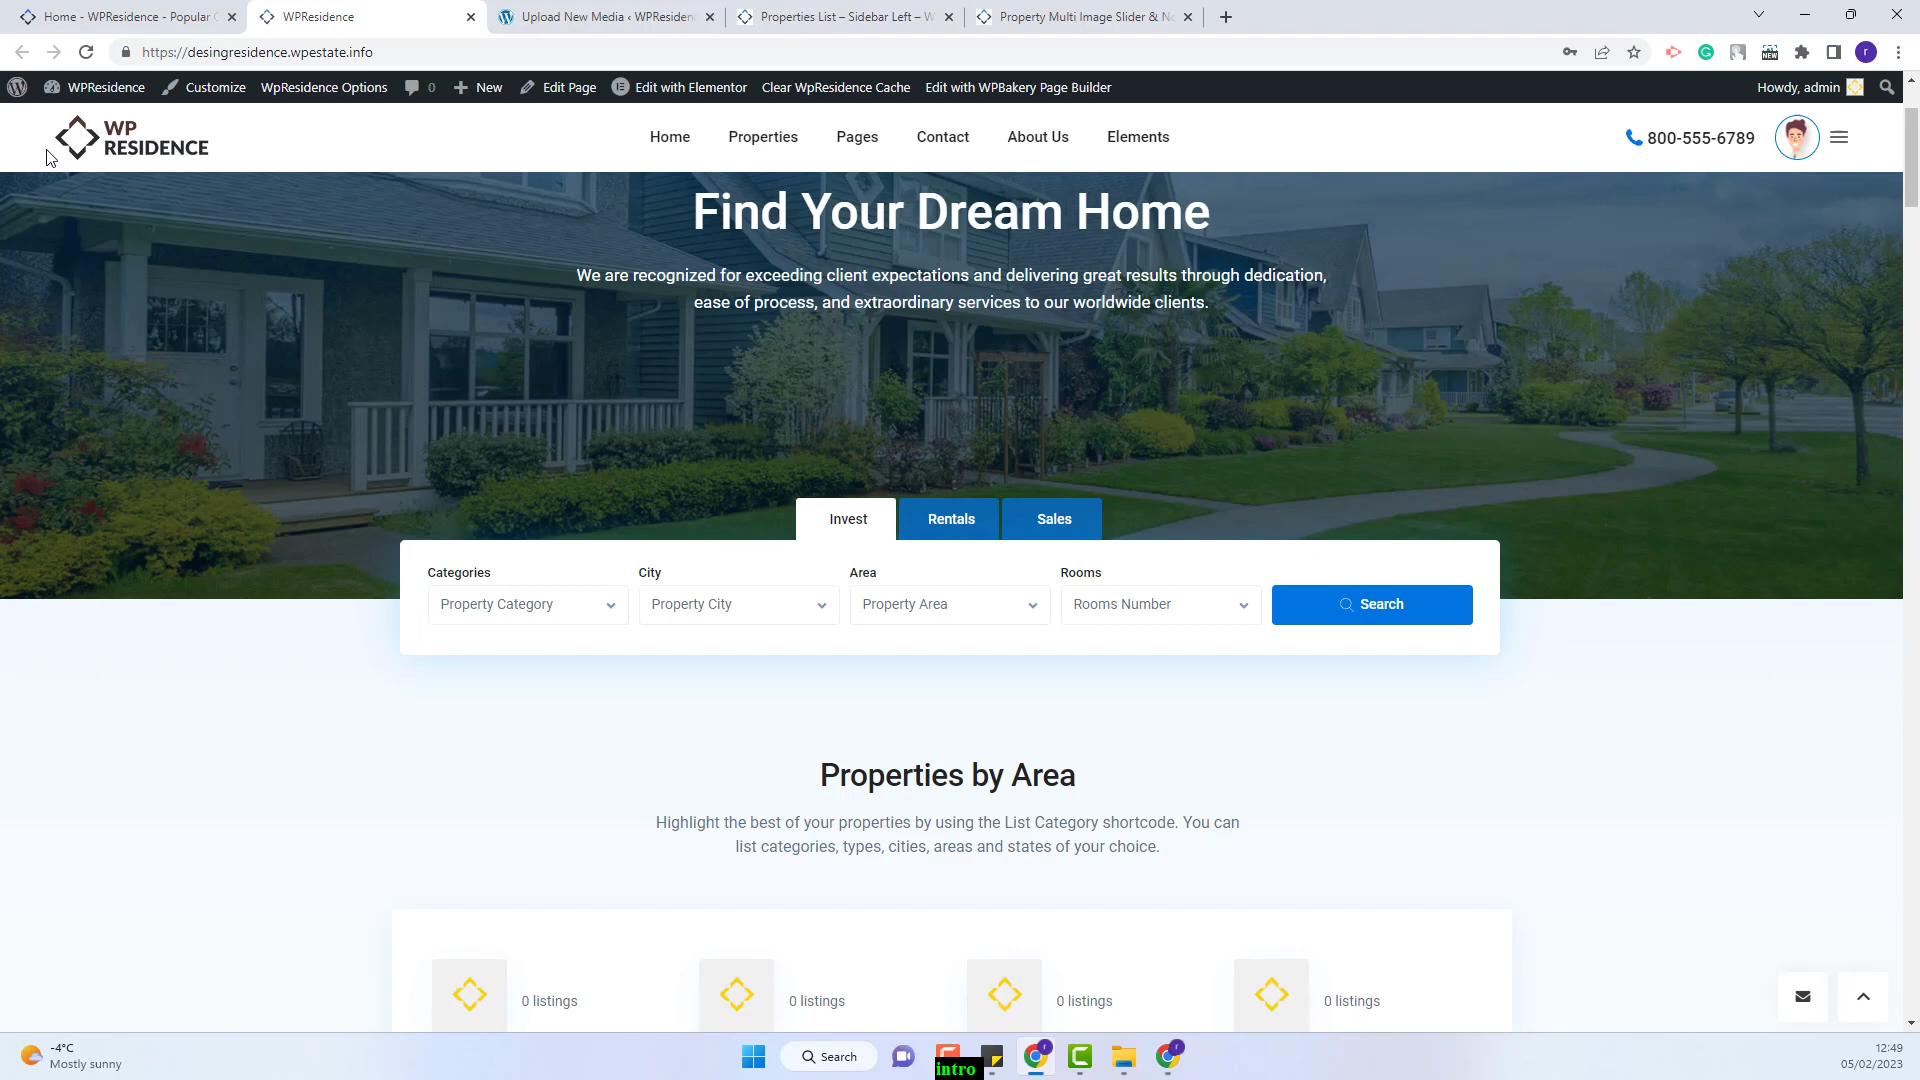 Home - WPResidence - Popular
WPResidence
Upload New Media ‹ WPResiden
Properties List – Sidebar Left – W
Property Multi Image Slider & N
https://desingresidence.wpestate.info
r
WPResidence
Customize
WpResidence Options
0
New
Edit Page
Edit with Elementor
Clear WpResidence Cache
Edit with WPBakery Page Builder
Howdy, admin
WP
RESIDENCE
Home
Properties
Pages
Contact
About Us
Elements
800-555-6789
Find Your Dream Home
We are recognized for exceeding client expectations and delivering great results through dedication,
ease of process, and extraordinary services to our worldwide clients.
Invest
Rentals
Sales
Categories
City
Area
Rooms
Property Category
Property City
Property Area
Rooms Number
Search
Properties by Area
Highlight the best of your properties by using the List Category shortcode. You can
list categories, types, cities, areas and states of your choice.
0 listings
0 listings
0 listings
0 listings
-4°C
Mostly sunny
Search
intro
12:49
05/02/2023